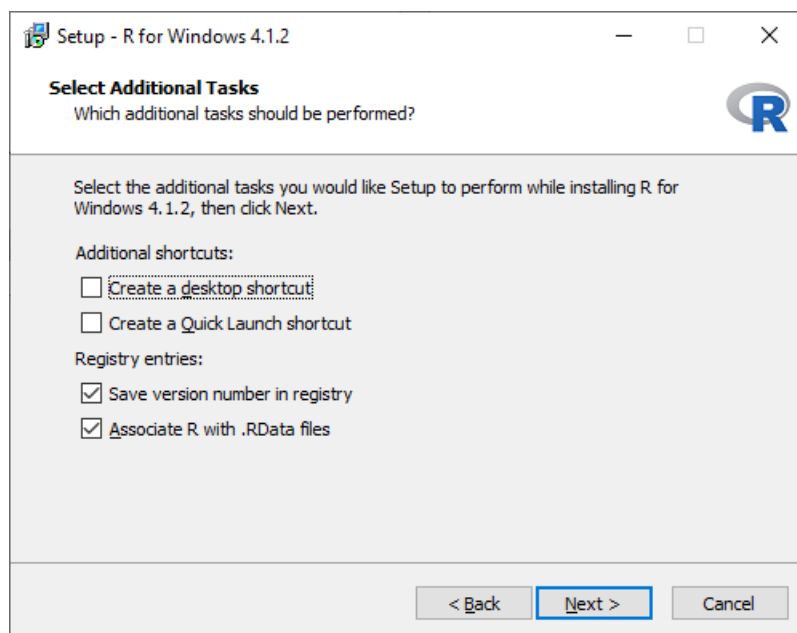 Setup - R for Windows 4.1.2
Select Additional Tasks
Which additional tasks should be performed?
R
Select the additional tasks you would like Setup to perform while installing R for
Windows 4.1.2, then click Next.
Additional shortcuts:
Create a desktop shortcut
Create a Quick Launch shortcut
Registry entries:
Save version number in registry
Associate R with .RData files
< Back Next > Cancel